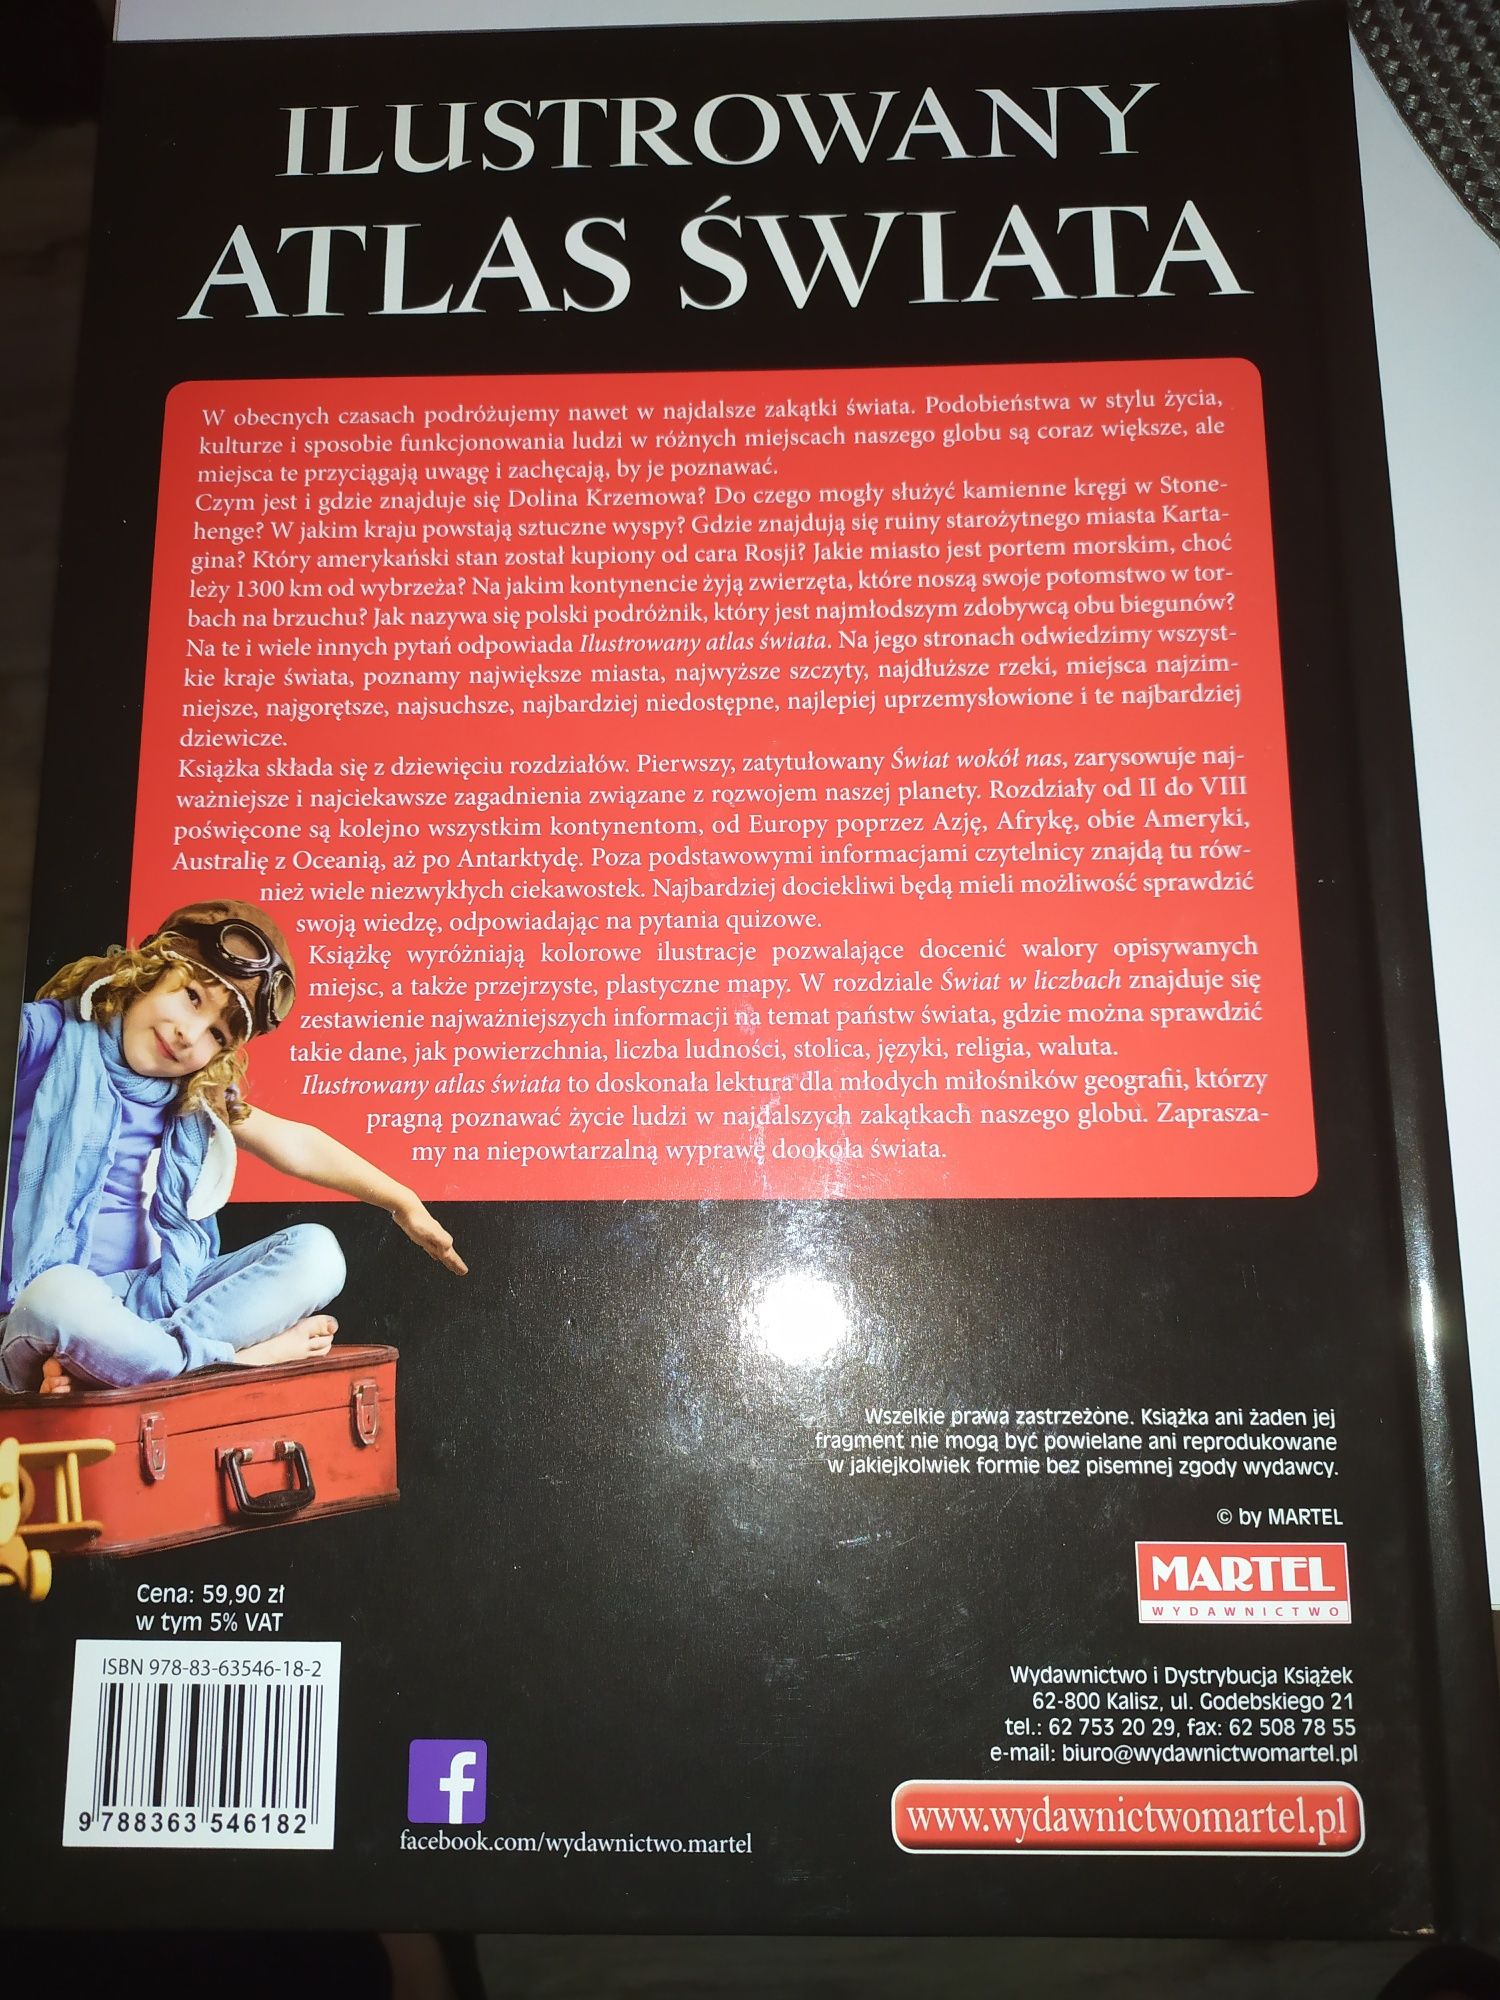 ILUSTROWANY
ATLAS ŚWIATA
W obecnych czasach podróżujemy nawet w najdalsze zakątki świata. Podobieństwa w stylu życia,
kulturze i sposobie funkcjonowania ludzi w różnych miejscach naszego globu są coraz większe, ale
miejsca te przyciągają uwagę i zachęcają, by je poznawać.
Czym jest i gdzie znajduje się Dolina Krzemowa? Do czego mogły służyć kamienne kręgi w Stone-
henge? W jakim kraju powstają sztuczne wyspy? Gdzie znajdują się ruiny starożytnego miasta Karta-
gina? Który amerykański stan został kupiony od cara Rosji? Jakie miasto jest portem morskim, choć
leży 1300 km od wybrzeża? Na jakim kontynencie żyją zwierzęta, które noszą swoje potomstwo w tor-
bach na brzuchu? Jak nazywa się polski podróżnik, który jest najmłodszym zdobywcą obu biegunów?
Na te i wiele innych pytań odpowiada Ilustrowany atlas świata. Na jego stronach odwiedzimy wszyst-
kie kraje świata, poznamy największe miasta, najwyższe szczyty, najdłuższe rzeki, miejsca najzim-
niejsze, najgorętsze, najsuchsze, najbardziej niedostępne, najlepiej uprzemysłowione i te najbardziej
dziewicze.
Książka składa się z dziewięciu rozdziałów. Pierwszy, zatytułowany Świat wokół nas, zarysowuje naj-
ważniejsze i najciekawsze zagadnienia związane z rozwojem naszej planety. Rozdziały od II do VIII
poświęcone są kolejno wszystkim kontynentom, od Europy poprzez Azję, Afrykę, obie Ameryki,
Australię z Oceanią, aż po Antarktydę. Poza podstawowymi informacjami czytelnicy znajdą tu rów-
nież wiele niezwykłych ciekawostek. Najbardziej dociekliwi będą mieli możliwość sprawdzić
swoją wiedzę, odpowiadając na pytania quizowe.
Książkę wyróżniają kolorowe ilustracje pozwalające docenić walory opisywanych
miejsc, a także przejrzyste, plastyczne mapy. W rozdziale Świat w liczbach znajduje się
zestawienie najważniejszych informacji na temat państw świata, gdzie można sprawdzić
takie dane, jak powierzchnia, liczba ludności, stolica, języki, religia, waluta.
Ilustrowany atlas świata to doskonała lektura dla młodych miłośników geografii, którzy
pragną poznawać życie ludzi w najdalszych zakątkach naszego globu. Zaprasza-
my na niepowtarzalną wyprawę dookoła świata.
Wszelkie prawa zastrzeżone. Książka ani żaden jej
fragment nie mogą być powielane ani reprodukowane
w jakiejkolwiek formie bez pisemnej zgody wydawcy.
© by MARTEL
MARTEL
WYDAWNICTWO
Cena: 59,90 zł
w tym 5% VAT
ISBN 978-83-63546-18-2
9 788363 546182
f
facebook.com/wydawnictwo.martel
Wydawnictwo i Dystrybucja Książek
62-800 Kalisz, ul. Godebskiego 21
tel.: 62 753 20 29, fax: 62 508 78 55
e-mail: biuro@wydawnictwomartel.pl
www.wydawnictwomartel.pl